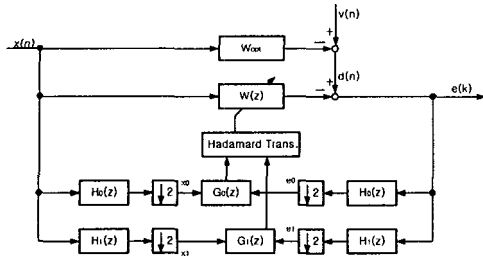 v(n)
x(n)
Wopt
+
−
d(n)
W(z)
+
−
e(k)
Hadamard Trans.
H0(z)
↓2
x0
G0(z)
e0
↓2
H0(z)
H1(z)
↓2
x1
G1(z)
e1
↓2
H1(z)